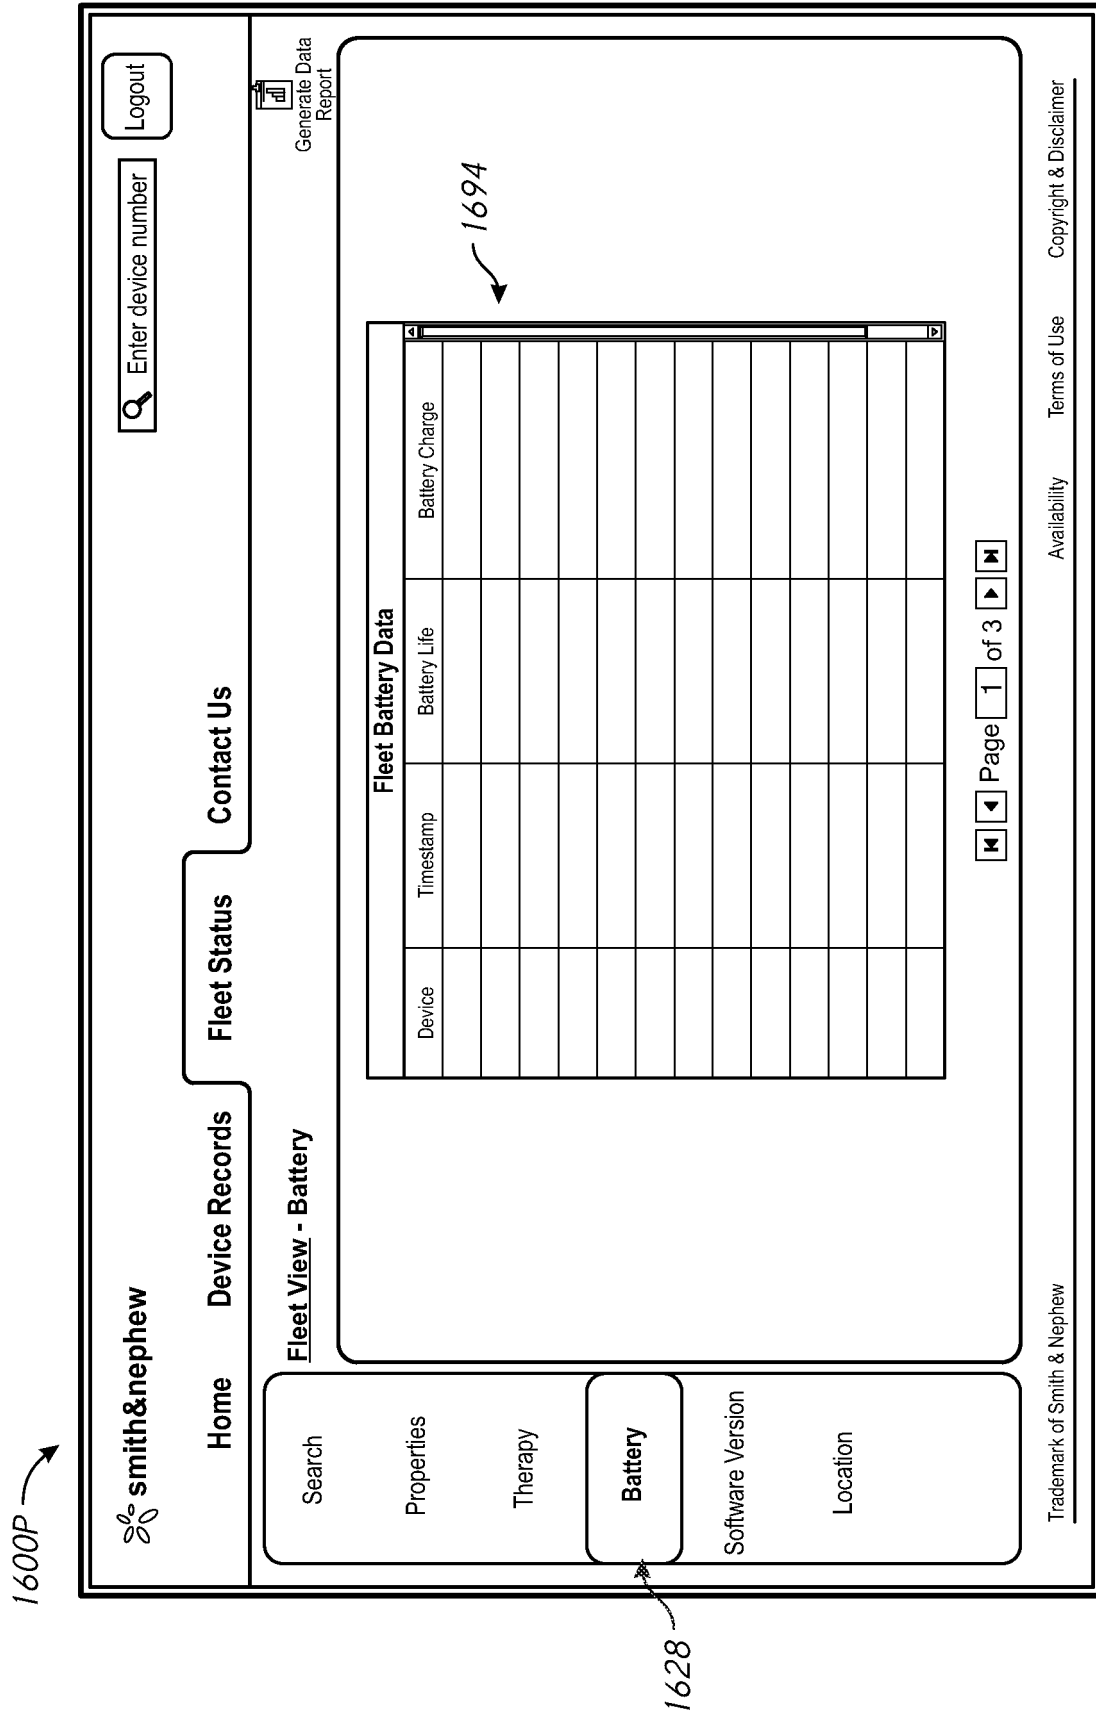 1600P
smith&nephew
Enter device number
Logout
Home Device Records Fleet Status Contact Us
Fleet View - Battery
Generate Data
Report
Search
Properties
Therapy
Battery
Software Version
Location
1628
Fleet Battery Data
Device Timestamp Battery Life Battery Charge
1694
Page 1 of 3
Trademark of Smith & Nephew Availability Terms of Use Copyright & Disclaimer